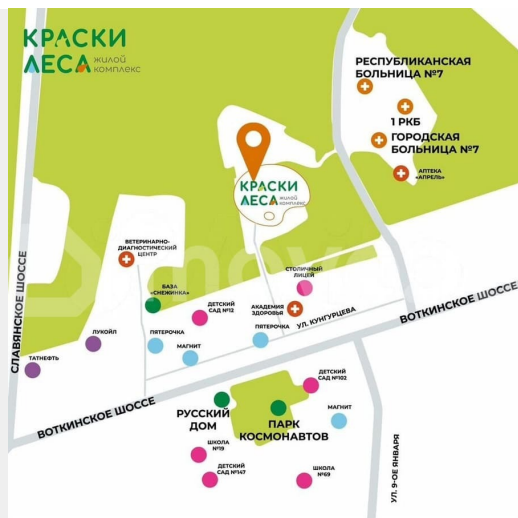 КРАСКИ
ЛЕСА жилой
комплекс
РЕСПУБЛИКАНСКАЯ
БОЛЬНИЦА №7
1 РКБ
ГОРОДСКАЯ
БОЛЬНИЦА №7
АПТЕКА
«АПРЕЛЬ»
КРАСКИ
ЛЕСА жилой
комплекс
ВЕТЕРИНАРНО-
ДИАГНОСТИЧЕСКИЙ
ЦЕНТР
СТОЛИЧНЫЙ
ЛИЦЕЙ
СЛАВЯНСКОЕ ШОССЕ
БАЗА
«СНЕЖИНКА»
ДЕТСКИЙ
САД №12
АКАДЕМИЯ
ЗДОРОВЬЯ
УЛ. КУНГУРЦЕВА
ВОТКИНСКОЕ ШОССЕ
ЛУКОЙЛ
ПЯТЕРОЧКА
ПЯТЕРОЧКА
ТАТНЕФТЬ
МАГНИТ
ДЕТСКИЙ
САД №102
ВОТКИНСКОЕ ШОССЕ
РУССКИЙ
ДОМ
ПАРК
КОСМОНАВТОВ
МАГНИТ
ШКОЛА
№19
ДЕТСКИЙ
САД №147
ШКОЛА
№69
УЛ. 9-ОЕ ЯНВАРЯ